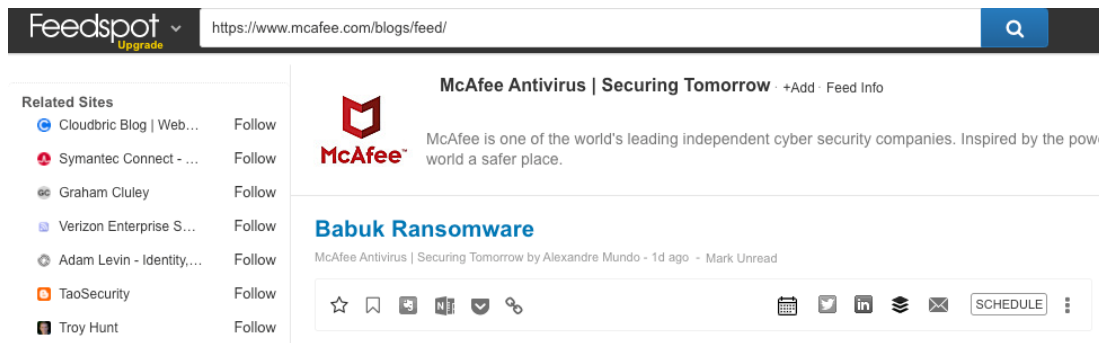 Feedspot
Upgrade
https://www.mcafee.com/blogs/feed/
Related Sites
Cloudbric Blog | Web… Follow
Symantec Connect - … Follow
Graham Cluley Follow
Verizon Enterprise S… Follow
Adam Levin - Identity,… Follow
TaoSecurity Follow
Troy Hunt Follow
McAfee Antivirus | Securing Tomorrow · +Add · Feed Info
McAfee™
McAfee is one of the world's leading independent cyber security companies. Inspired by the
world a safer place.
Babuk Ransomware
McAfee Antivirus | Securing Tomorrow by Alexandre Mundo - 1d ago - Mark Unread
SCHEDULE